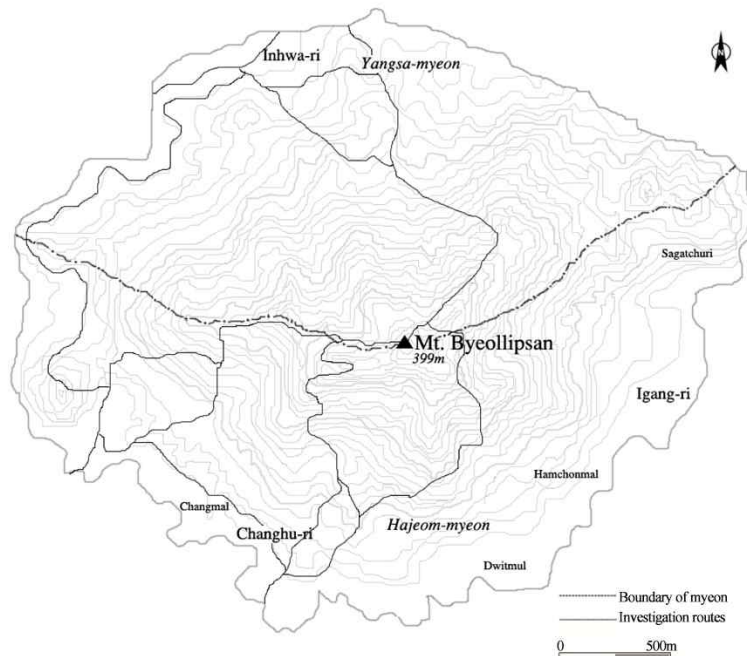 Inhwa-ri
Yangsa-myeon
N
Sagatchuri
Mt. Byeollipsan
399m
Igang-ri
Hamchonmal
Changmal
Changhu-ri
Hajeom-myeon
Dwitmul
Boundary of myeon
Investigation routes
0 500m